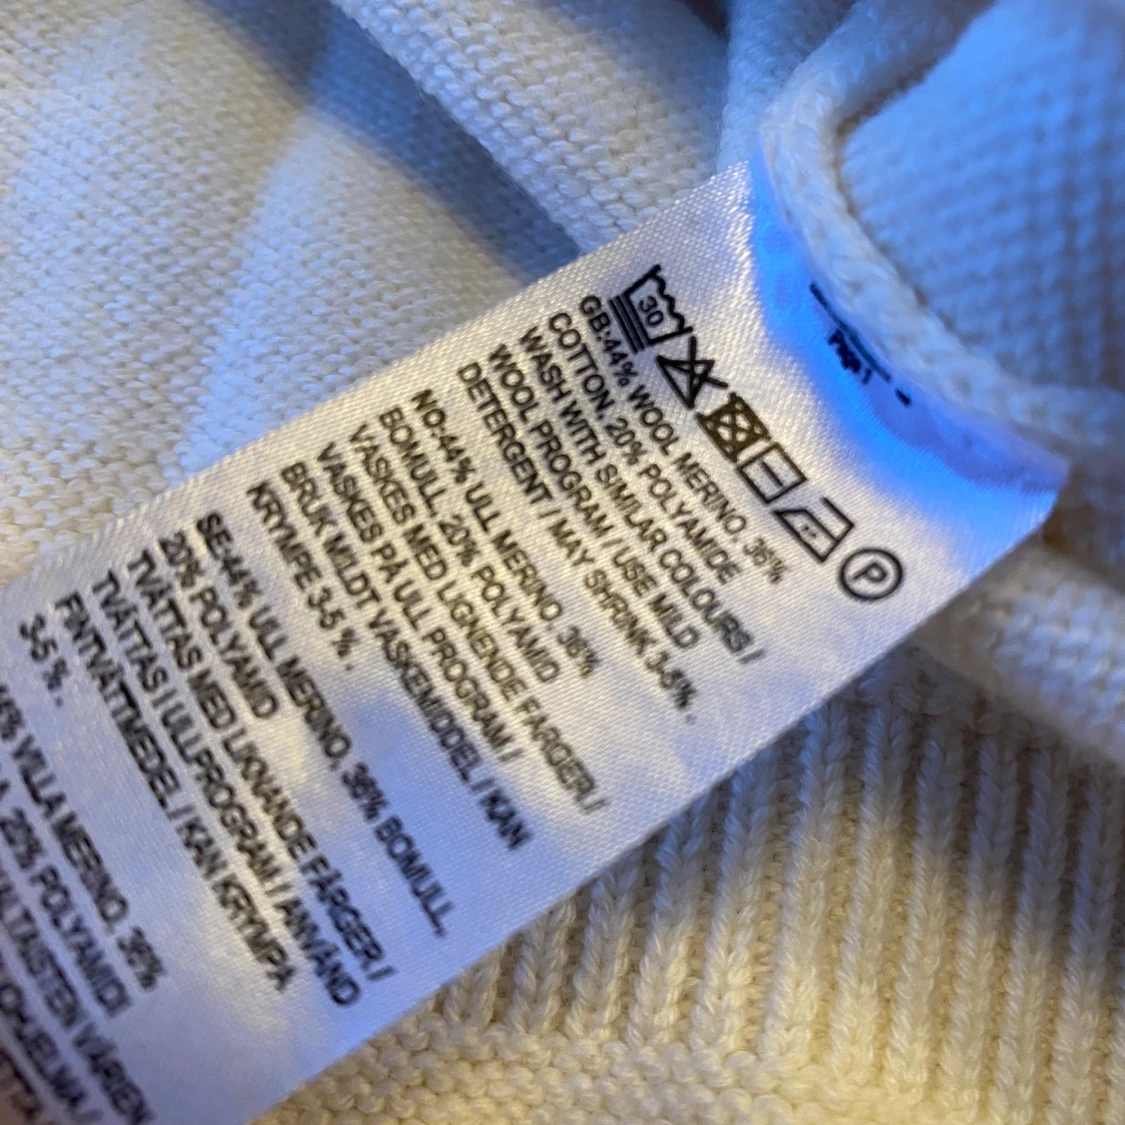 Page 1
30
P
GB:44% WOOL MERINO, 36%
COTTON, 20% POLYAMIDE
WASH WITH SIMILAR COLOURS /
WOOL PROGRAM / USE MILD
DETERGENT / MAY SHRINK 3-5%.
NO:44% ULL MERINO, 36%
BOMULL, 20% POLYAMID
VASKES MED LIGNENDE FARGER /
VASKES PÅ ULL PROGRAM /
BRUK MILDT VASKEMIDDEL / KAN
KRYMPE 3-5 %.
SE:44% ULL MERINO, 36% BOMULL,
20% POLYAMID
TVÄTTAS MED LIKNANDE FÄRGER /
TVÄTTAS I ULLPROGRAM / ANVÄND
FINTVÄTTMEDEL / KAN KRYMPA
3-5 %.
VILLA MERINO, 36%
POLYAMIDI